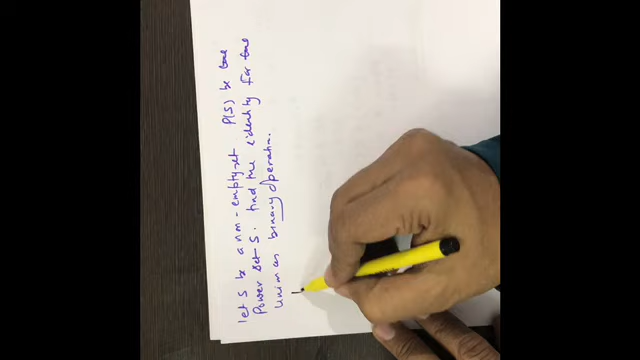 let S be a non-empty set P(S) be the
Power set S. find the identity for the
Union as binary operation.